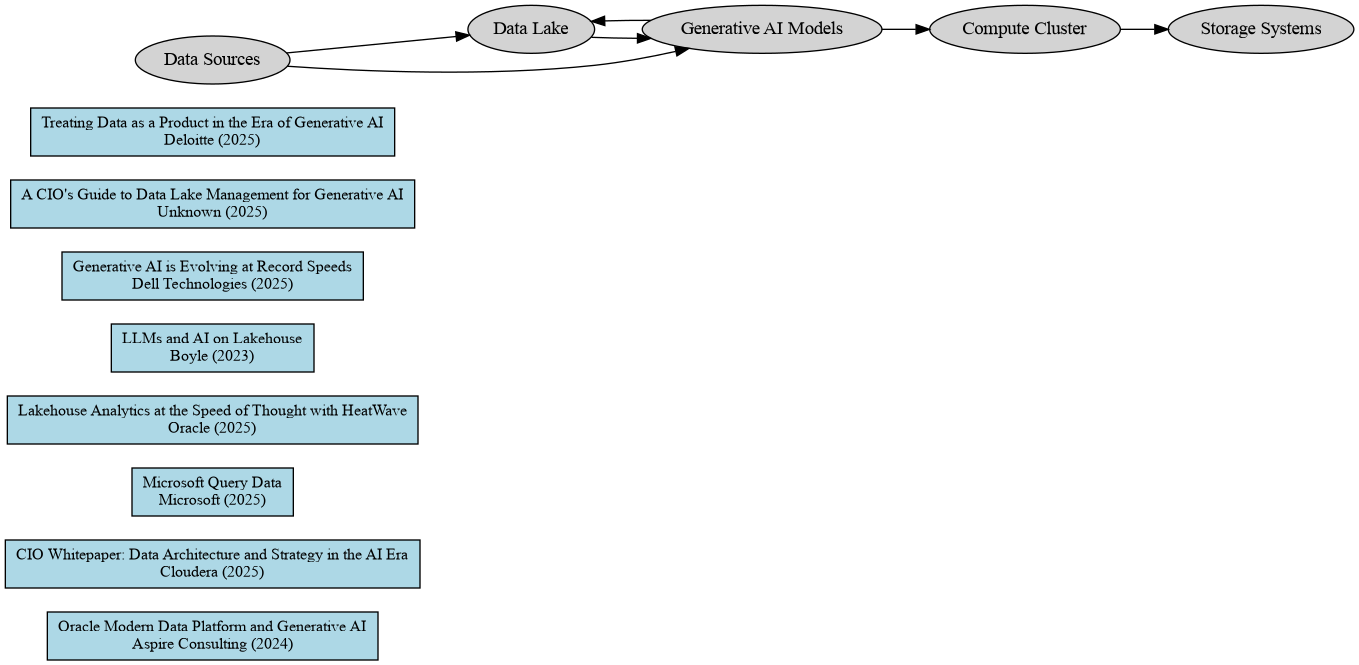 Data Sources
Data Lake
Generative AI Models
Compute Cluster
Storage Systems
Treating Data as a Product in the Era of Generative AI
Deloitte (2025)
A CIO's Guide to Data Lake Management for Generative AI
Unknown (2025)
Generative AI is Evolving at Record Speeds
Dell Technologies (2025)
LLMs and AI on Lakehouse
Boyle (2023)
Lakehouse Analytics at the Speed of Thought with HeatWave
Oracle (2025)
Microsoft Query Data
Microsoft (2025)
CIO Whitepaper: Data Architecture and Strategy in the AI Era
Cloudera (2025)
Oracle Modern Data Platform and Generative AI
Aspire Consulting (2024)